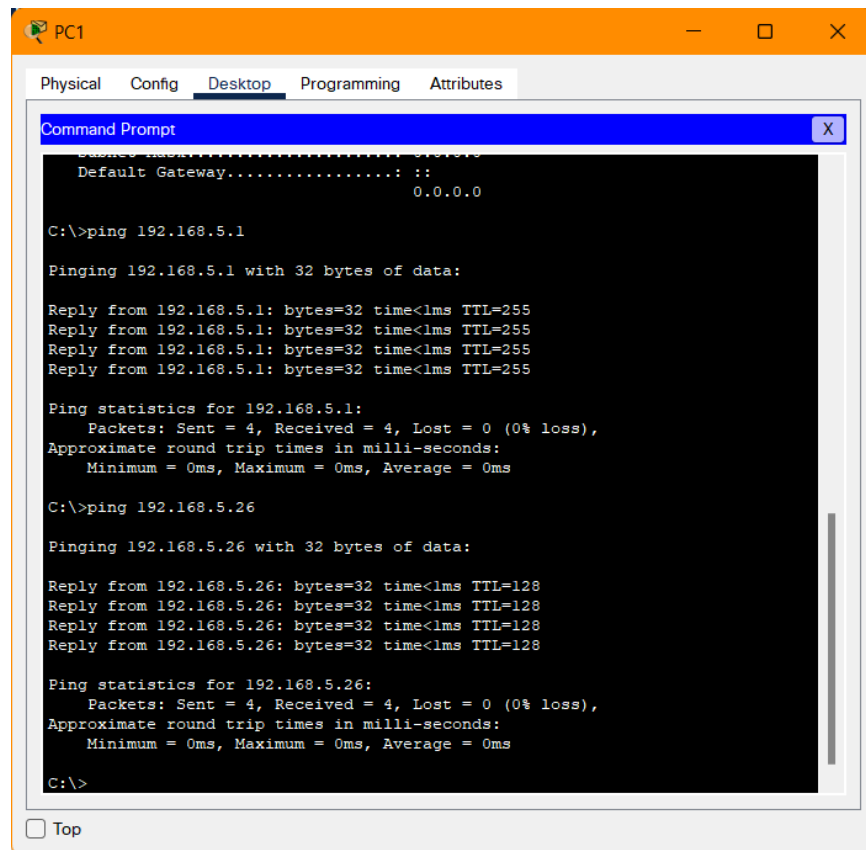 PC1
Physical Config Desktop Programming Attributes
Command Prompt
X
Default Gateway.................: ::
0.0.0.0
C:\>ping 192.168.5.1
Pinging 192.168.5.1 with 32 bytes of data:
Reply from 192.168.5.1: bytes=32 time<1ms TTL=255
Reply from 192.168.5.1: bytes=32 time<1ms TTL=255
Reply from 192.168.5.1: bytes=32 time<1ms TTL=255
Reply from 192.168.5.1: bytes=32 time<1ms TTL=255
Ping statistics for 192.168.5.1:
Packets: Sent = 4, Received = 4, Lost = 0 (0% loss),
Approximate round trip times in milli-seconds:
Minimum = 0ms, Maximum = 0ms, Average = 0ms
C:\>ping 192.168.5.26
Pinging 192.168.5.26 with 32 bytes of data:
Reply from 192.168.5.26: bytes=32 time<1ms TTL=128
Reply from 192.168.5.26: bytes=32 time<1ms TTL=128
Reply from 192.168.5.26: bytes=32 time<1ms TTL=128
Reply from 192.168.5.26: bytes=32 time<1ms TTL=128
Ping statistics for 192.168.5.26:
Packets: Sent = 4, Received = 4, Lost = 0 (0% loss),
Approximate round trip times in milli-seconds:
Minimum = 0ms, Maximum = 0ms, Average = 0ms
C:\>
Top